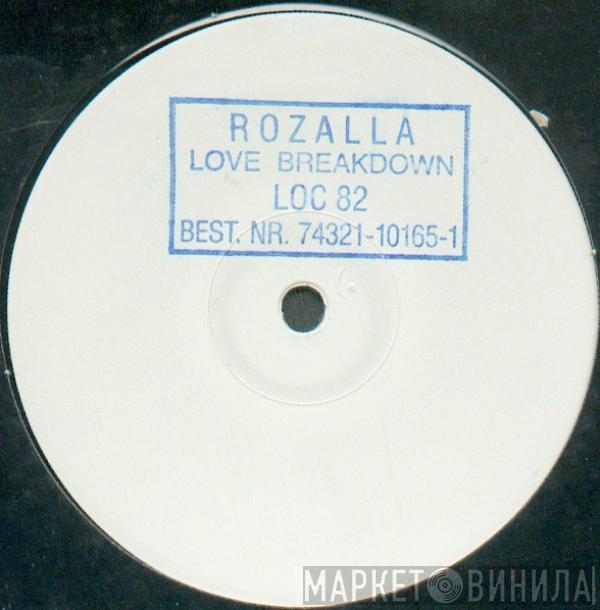 ROZALLA
LOVE BREAKDOWN
LOC 82
BEST. NR. 74321-10165-1
МАРКЕТ ВИНИЛА